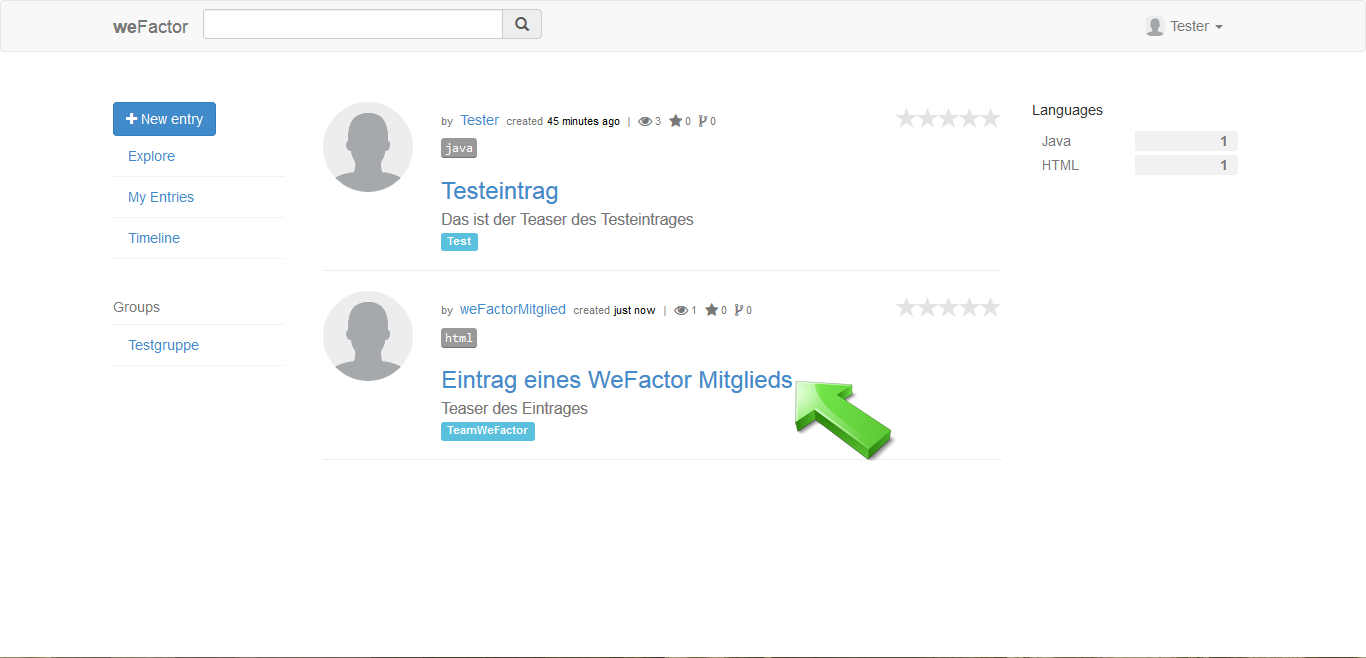 weFactor
Tester
New entry
Explore
My Entries
Timeline
Groups
Testgruppe
by Tester created 45 minutes ago | 3 0 0
java
Testeintrag
Das ist der Teaser des Testeintrages
Test
by weFactorMitglied created just now | 1 0 0
html
Eintrag eines WeFactor Mitglieds
Teaser des Eintrages
TeamWeFactor
Languages
Java 1
HTML 1